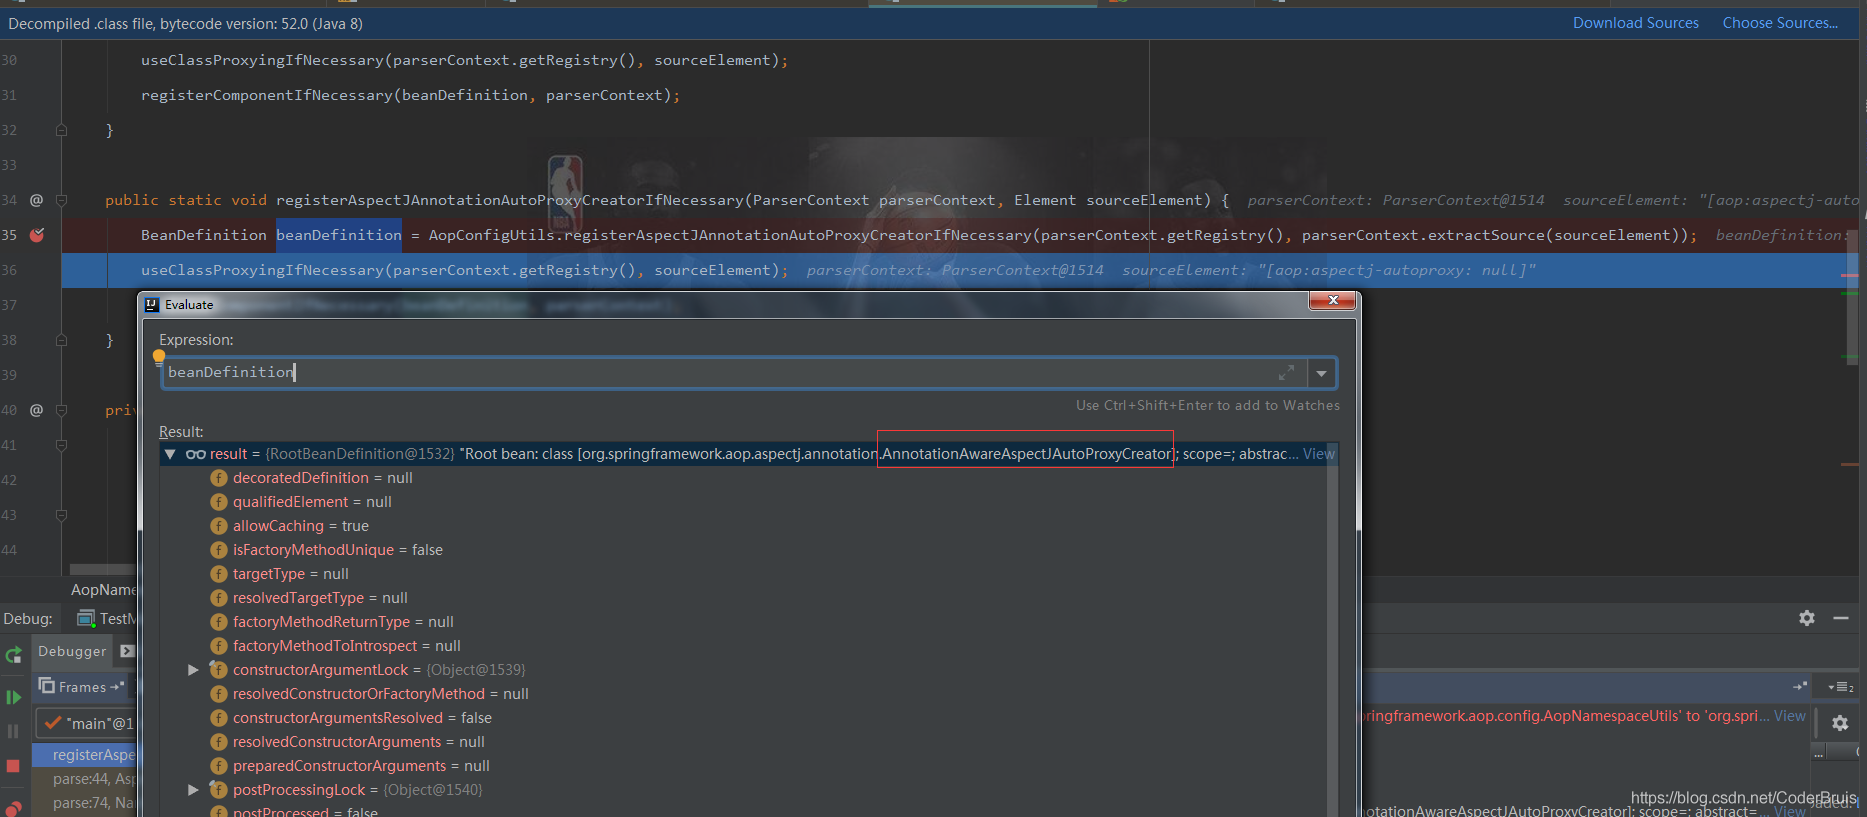 Decompiled .class file, bytecode version: 52.0 (Java 8)
Download Sources Choose Sources...
30 useClassProxyingIfNecessary(parserContext.getRegistry(), sourceElement);
31 registerComponentIfNecessary(beanDefinition, parserContext);
32 }
33
34 @ public static void registerAspectJAnnotationAutoProxyCreatorIfNecessary(ParserContext parserContext, Element sourceElement) { parserContext: ParserContext@1514 sourceElement: "[aop:aspectj-auto
35 BeanDefinition beanDefinition = AopConfigUtils.registerAspectJAnnotationAutoProxyCreatorIfNecessary(parserContext.getRegistry(), parserContext.extractSource(sourceElement)); beanDefinition:
36 useClassProxyingIfNecessary(parserContext.getRegistry(), sourceElement); parserContext: ParserContext@1514 sourceElement: "[aop:aspectj-autoproxy: null]"
37
38 }
39
40 @ priv
41
42
43
44
Evaluate
Expression:
beanDefinition
Use Ctrl+Shift+Enter to add to Watches
Result:
result = {RootBeanDefinition@1532} "Root bean: class [org.springframework.aop.aspectj.annotation.AnnotationAwareAspectJAutoProxyCreator]; scope=; abstrac... View
f decoratedDefinition = null
f qualifiedElement = null
f allowCaching = true
f isFactoryMethodUnique = false
f targetType = null
f resolvedTargetType = null
f factoryMethodReturnType = null
f factoryMethodToIntrospect = null
f constructorArgumentLock = {Object@1539}
f resolvedConstructorOrFactoryMethod = null
f constructorArgumentsResolved = false
f resolvedConstructorArguments = null
f preparedConstructorArguments = null
f postProcessingLock = {Object@1540}
f postProcessed = false
AopName
Debug: TestM
Debugger
Frames
"main"@1
registerAspe
parse:44, Asp
parse:74, Na
ringframework.aop.config.AopNamespaceUtils' to 'org.spri... View
notationAwareAspectJAutoProxyCreator]; scope=; abstract=... View
https://blog.csdn.net/CoderBruis